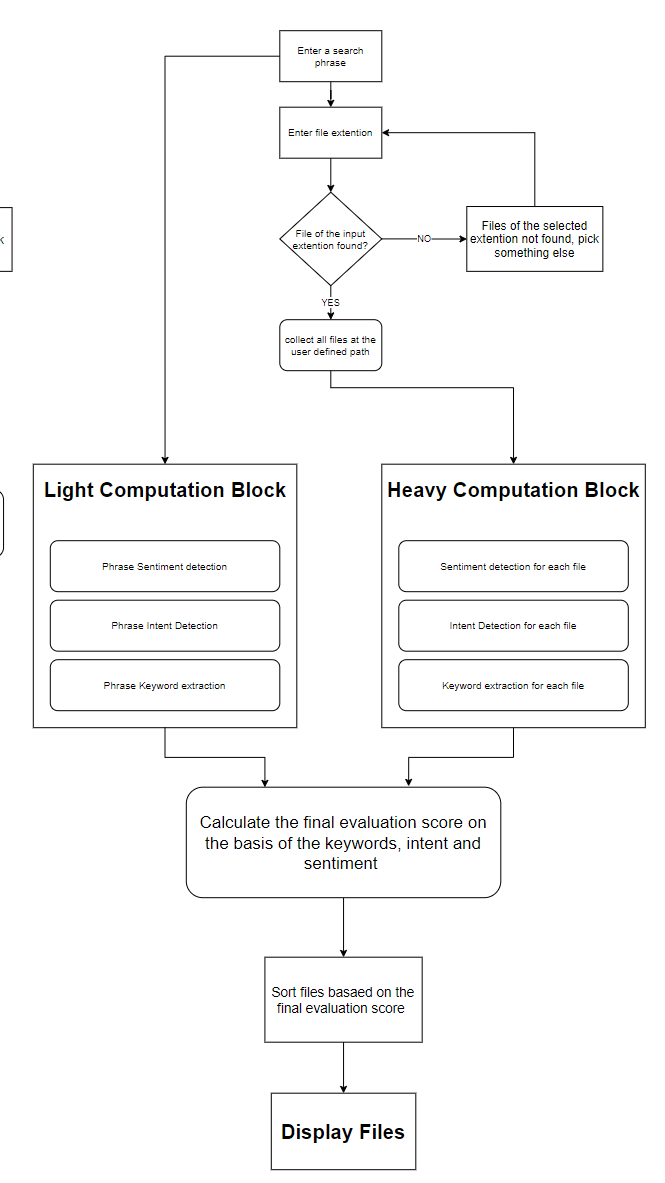 Enter a search
phrase
Enter file extention
File of the input
extention found?
NO
Files of the selected
extention not found, pick
something else
YES
collect all files at the
user defined path
Light Computation Block
Phrase Sentiment detection
Phrase Intent Detection
Phrase Keyword extraction
Heavy Computation Block
Sentiment detection for each file
Intent Detection for each file
Keyword extraction for each file
Calculate the final evaluation score on
the basis of the keywords, intent and
sentiment
Sort files basaed on the
final evaluation score
Display Files